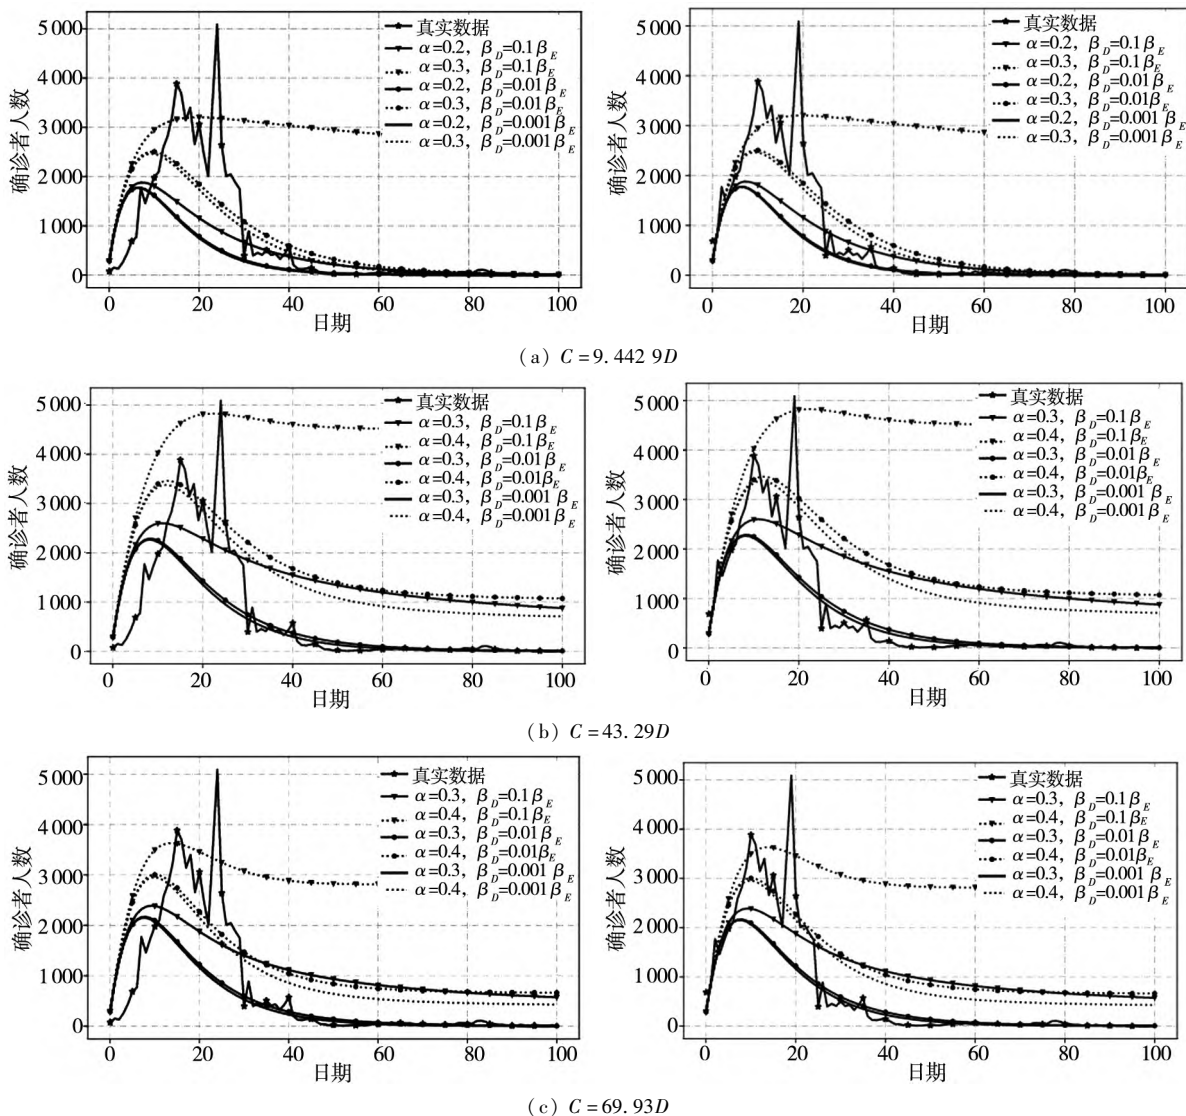 5 000
4 000
3 000
2 000
1 000
0
确诊者人数
真实数据
α=0.2, β_D=0.1β_E
α=0.3, β_D=0.1β_E
α=0.2, β_D=0.01β_E
α=0.3, β_D=0.01β_E
α=0.2, β_D=0.001β_E
α=0.3, β_D=0.001β_E
0 20 40 60 80 100
日期
5 000
4 000
3 000
2 000
1 000
0
确诊者人数
真实数据
α=0.2, β_D=0.1β_E
α=0.3, β_D=0.1β_E
α=0.2, β_D=0.01β_E
α=0.3, β_D=0.01β_E
α=0.2, β_D=0.001β_E
α=0.3, β_D=0.001β_E
0 20 40 60 80 100
日期
(a) C=9.442 9D
5 000
4 000
3 000
2 000
1 000
0
确诊者人数
真实数据
α=0.3, β_D=0.1β_E
α=0.4, β_D=0.1β_E
α=0.3, β_D=0.01β_E
α=0.4, β_D=0.01β_E
α=0.3, β_D=0.001β_E
α=0.4, β_D=0.001β_E
0 20 40 60 80 100
日期
5 000
4 000
3 000
2 000
1 000
0
确诊者人数
真实数据
α=0.3, β_D=0.1β_E
α=0.4, β_D=0.1β_E
α=0.3, β_D=0.01β_E
α=0.4, β_D=0.01β_E
α=0.3, β_D=0.001β_E
α=0.4, β_D=0.001β_E
0 20 40 60 80 100
日期
(b) C=43.29D
5 000
4 000
3 000
2 000
1 000
0
确诊者人数
真实数据
α=0.3, β_D=0.1β_E
α=0.4, β_D=0.1β_E
α=0.3, β_D=0.01β_E
α=0.4, β_D=0.01β_E
α=0.3, β_D=0.001β_E
α=0.4, β_D=0.001β_E
0 20 40 60 80 100
日期
5 000
4 000
3 000
2 000
1 000
0
确诊者人数
真实数据
α=0.3, β_D=0.1β_E
α=0.4, β_D=0.1β_E
α=0.3, β_D=0.01β_E
α=0.4, β_D=0.01β_E
α=0.3, β_D=0.001β_E
α=0.4, β_D=0.001β_E
0 20 40 60 80 100
日期
(c) C=69.93D